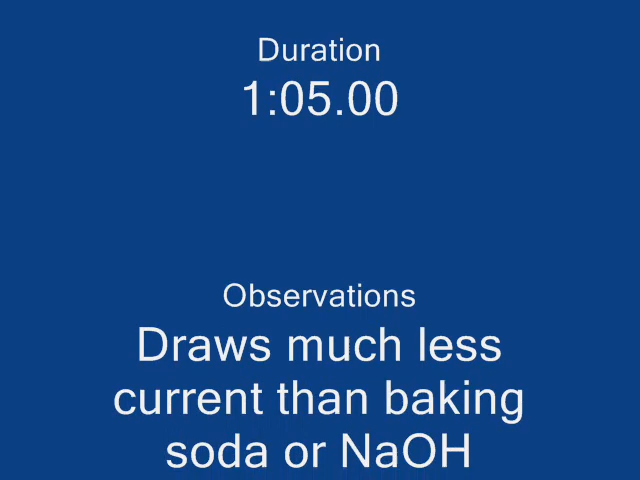 Duration
1:05.00
Observations
Draws much less
current than baking
soda or NaOH